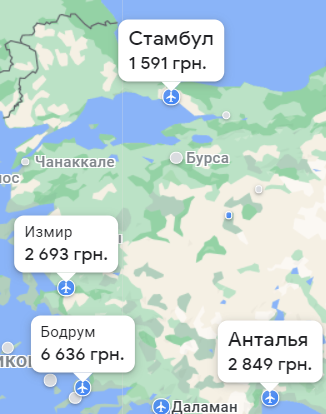 Стамбул
1 591 грн.
Чанаккале
Бурса
Измир
2 693 грн.
Бодрум
6 636 грн.
Анталья
2 849 грн.
Даламан